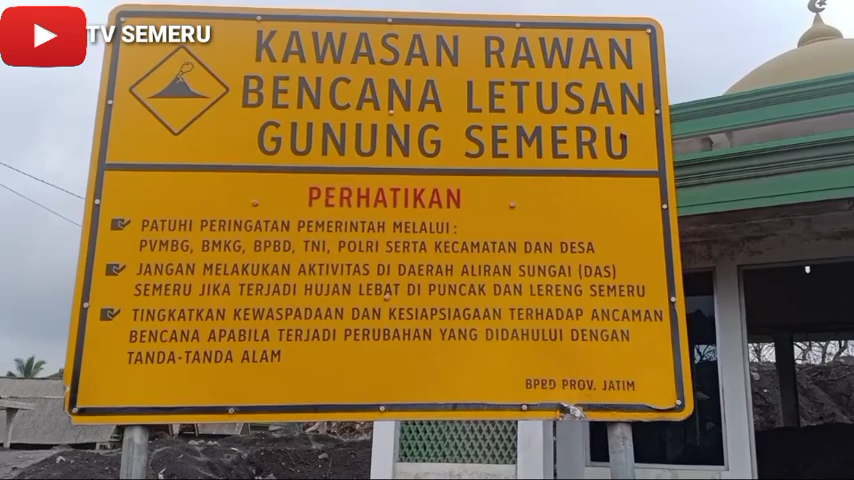 TV SEMERU
KAWASAN RAWAN
BENCANA LETUSAN
GUNUNG SEMERU
PERHATIKAN
PATUHI PERINGATAN PEMERINTAH MELALUI :
PVMBG, BMKG, BPBD, TNI, POLRI SERTA KECAMATAN DAN DESA
JANGAN MELAKUKAN AKTIVITAS DI DAERAH ALIRAN SUNGAI (DAS)
SEMERU JIKA TERJADI HUJAN LEBAT DI PUNCAK DAN LERENG SEMERU
TINGKATKAN KEWASPADAAN DAN KESIAPSIAGAAN TERHADAP ANCAMAN
BENCANA APABILA TERJADI PERUBAHAN YANG DIDAHULUI DENGAN
TANDA-TANDA ALAM
BPBD PROV. JATIM